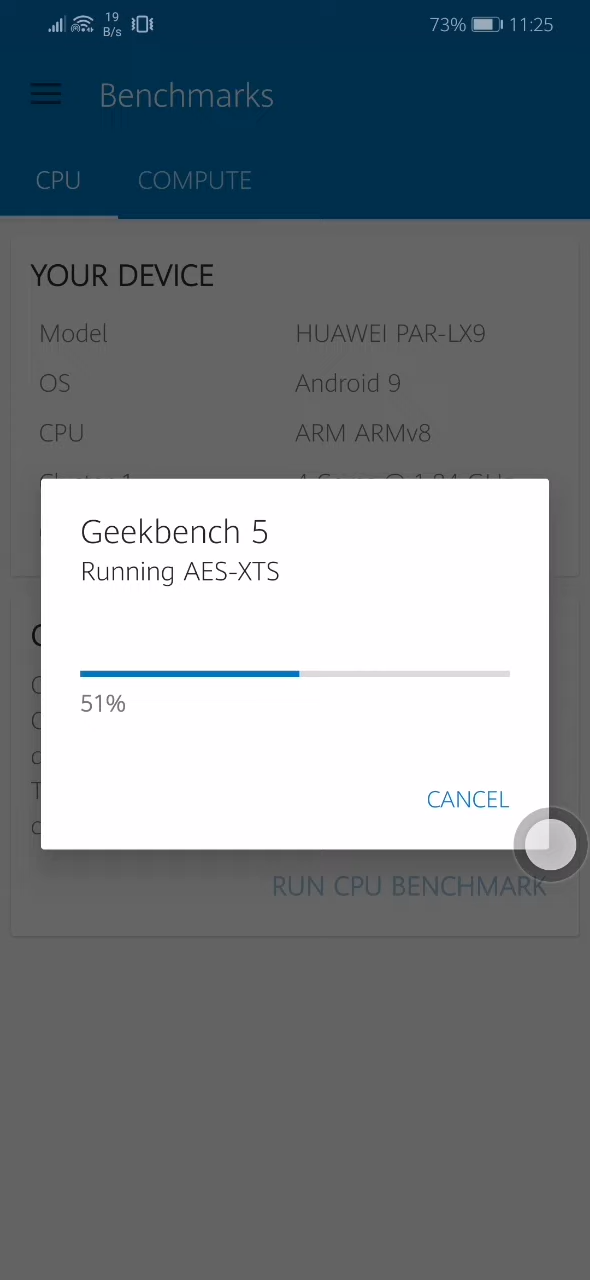 19
B/s
73%
11:25
Benchmarks
CPU COMPUTE
YOUR DEVICE
Model HUAWEI PAR-LX9
OS Android 9
CPU ARM ARMv8
Geekbench 5
Running AES-XTS
51%
CANCEL
RUN CPU BENCHMARK